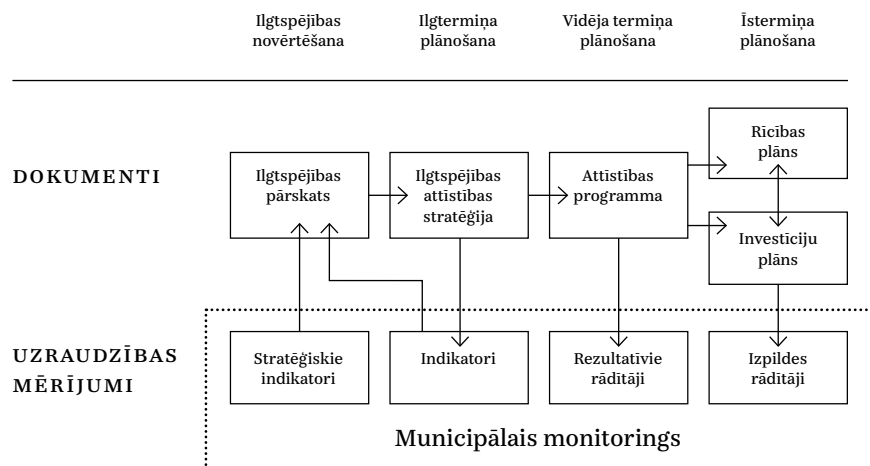 Ilgtspējības
novērtēšana
Ilgtermiņa
plānošana
Vidēja termiņa
plānošana
Īstermiņa
plānošana
DOKUMENTI
Ilgtspējības
pārskats
Ilgtspējības
attīstības
stratēģija
Attīstības
programma
Rīcības
plāns
Investīciju
plāns
UZRAUDZĪBAS
MĒRĪJUMI
Stratēģiskie
indikatori
Indikatori
Rezultatīvie
rādītāji
Izpildes
rādītāji
Municipālais monitorings